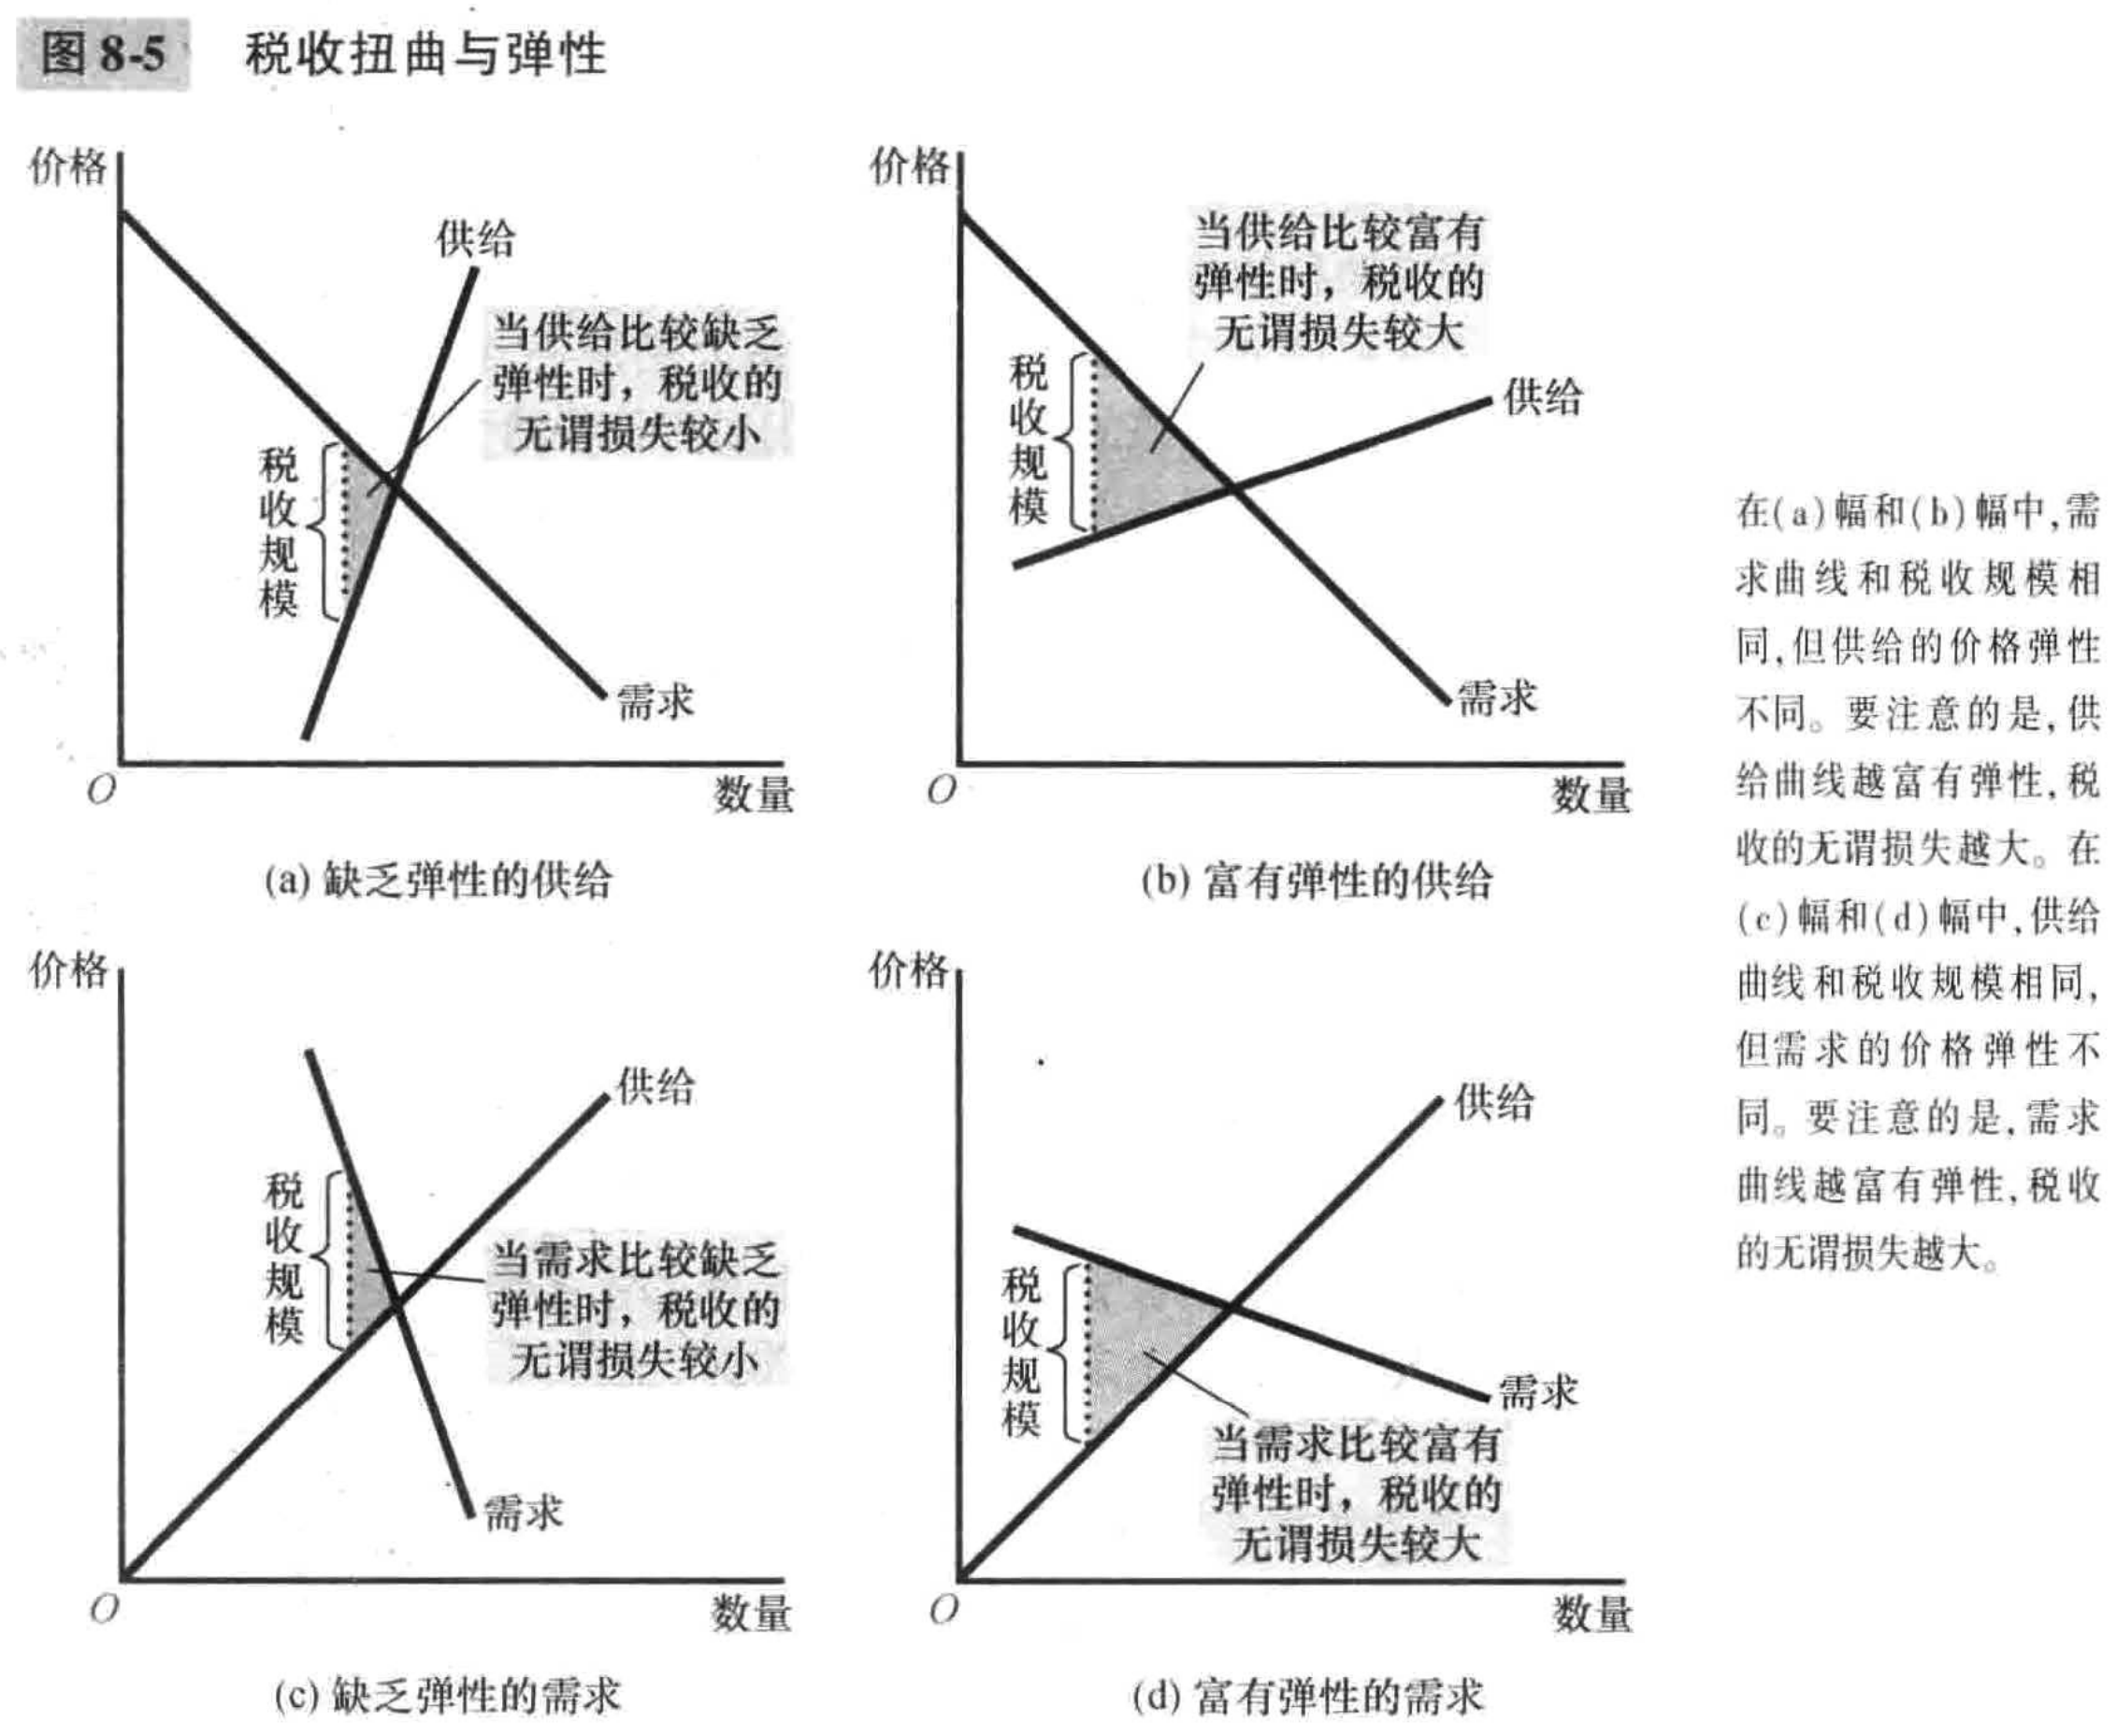 图 8-5 税收扭曲与弹性
价格
供给
当供给比较缺乏
弹性时，税收的
无谓损失较小
税
收
规
模
需求
O
数量
(a) 缺乏弹性的供给
价格
当供给比较富有
弹性时，税收的
无谓损失较大
税
收
规
模
供给
需求
O
数量
(b) 富有弹性的供给
价格
供给
税
收
规
模
当需求比较缺乏
弹性时，税收的
无谓损失较小
需求
O
数量
(c) 缺乏弹性的需求
价格
供给
税
收
规
模
需求
当需求比较富有
弹性时，税收的
无谓损失较大
O
数量
(d) 富有弹性的需求
在(a)幅和(b)幅中,需
求曲线和税收规模相
同,但供给的价格弹性
不同。要注意的是,供
给曲线越富有弹性,税
收的无谓损失越大。在
(c)幅和(d)幅中,供给
曲线和税收规模相同,
但需求的价格弹性不
同。要注意的是,需求
曲线越富有弹性,税收
的无谓损失越大。